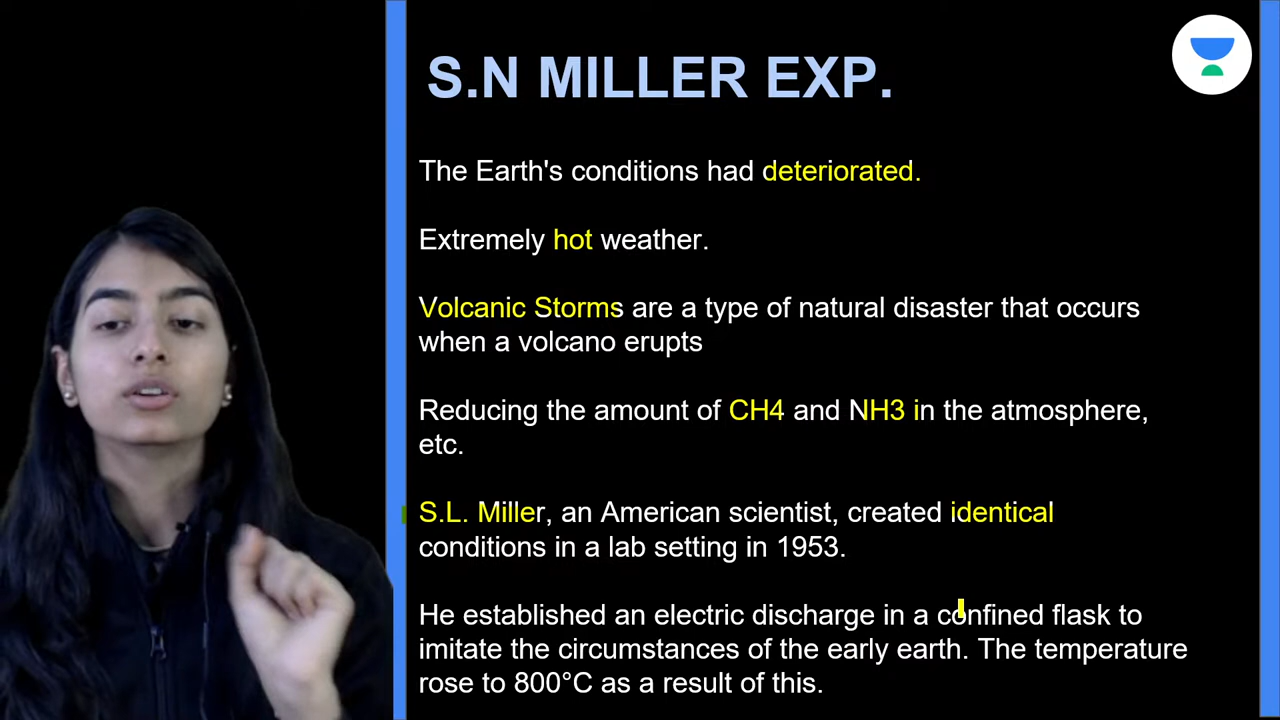 S.N MILLER EXP.
The Earth's conditions had deteriorated.
Extremely hot weather.
Volcanic Storms are a type of natural disaster that occurs
when a volcano erupts
Reducing the amount of CH4 and NH3 in the atmosphere,
etc.
S.L. Miller, an American scientist, created identical
conditions in a lab setting in 1953.
He established an electric discharge in a confined flask to
imitate the circumstances of the early earth. The temperature
rose to 800°C as a result of this.